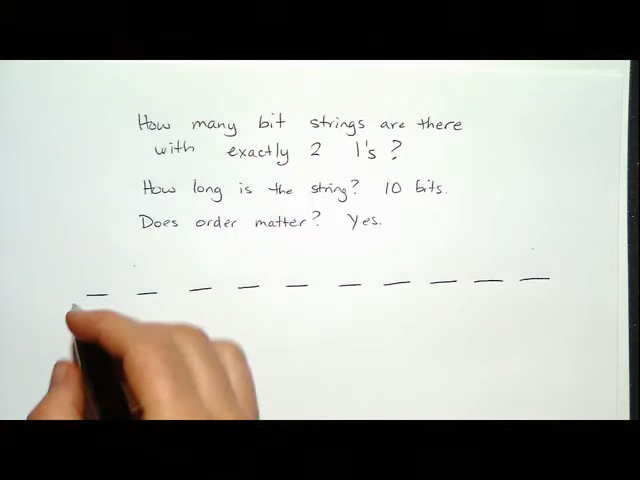 How many bit strings are there
with exactly 2 1's?
How long is the string? 10 bits.
Does order matter? Yes.